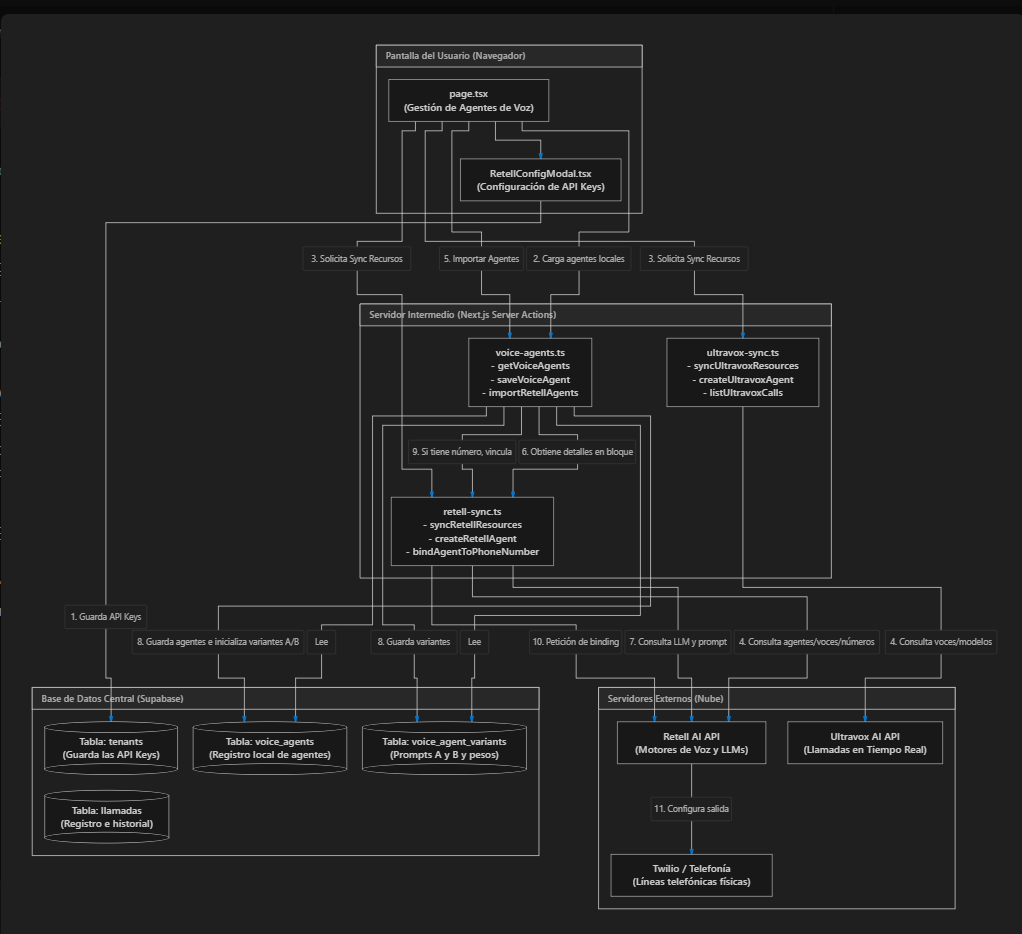 Pantalla del Usuario (Navegador)
page.tsx
(Gestión de Agentes de Voz)
RetellConfigModal.tsx
(Configuración de API Keys)
3. Solicita Sync Recursos
5. Importar Agentes
2. Carga agentes locales
3. Solicita Sync Recursos
Servidor Intermedio (Next.js Server Actions)
voice-agents.ts
- getVoiceAgents
- saveVoiceAgent
- importRetellAgents
ultravox-sync.ts
- syncUltravoxResources
- createUltravoxAgent
- listUltravoxCalls
9. Si tiene número, vincula
6. Obtiene detalles en bloque
retell-sync.ts
- syncRetellResources
- createRetellAgent
- bindAgentToPhoneNumber
1. Guarda API Keys
8. Guarda agentes e inicializa variantes A/B
Lee
8. Guarda variantes
Lee
10. Petición de binding
7. Consulta LLM y prompt
4. Consulta agentes/voces/números
4. Consulta voces/modelos
Base de Datos Central (Supabase)
Tabla: tenants
(Guarda las API Keys)
Tabla: voice_agents
(Registro local de agentes)
Tabla: voice_agent_variants
(Prompts A y B y pesos)
Tabla: llamadas
(Registro e historial)
Servidores Externos (Nube)
Retell AI API
(Motores de Voz y LLMs)
Ultravox AI API
(Llamadas en Tiempo Real)
11. Configura salida
Twilio / Telefonía
(Líneas telefónicas físicas)